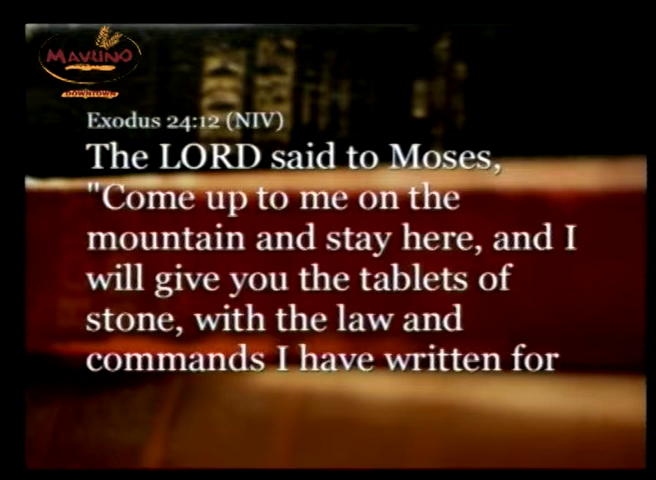 MAVLINO
DOWNTOWN
Exodus 24:12 (NIV)
The LORD said to Moses,
"Come up to me on the
mountain and stay here, and I
will give you the tablets of
stone, with the law and
commands I have written for